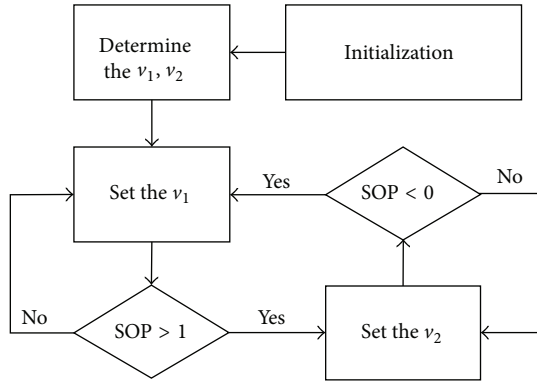 Determine
the v₁, v₂
Initialization
Set the v₁
Yes
SOP < 0
No
No
SOP > 1
Yes
Set the v₂